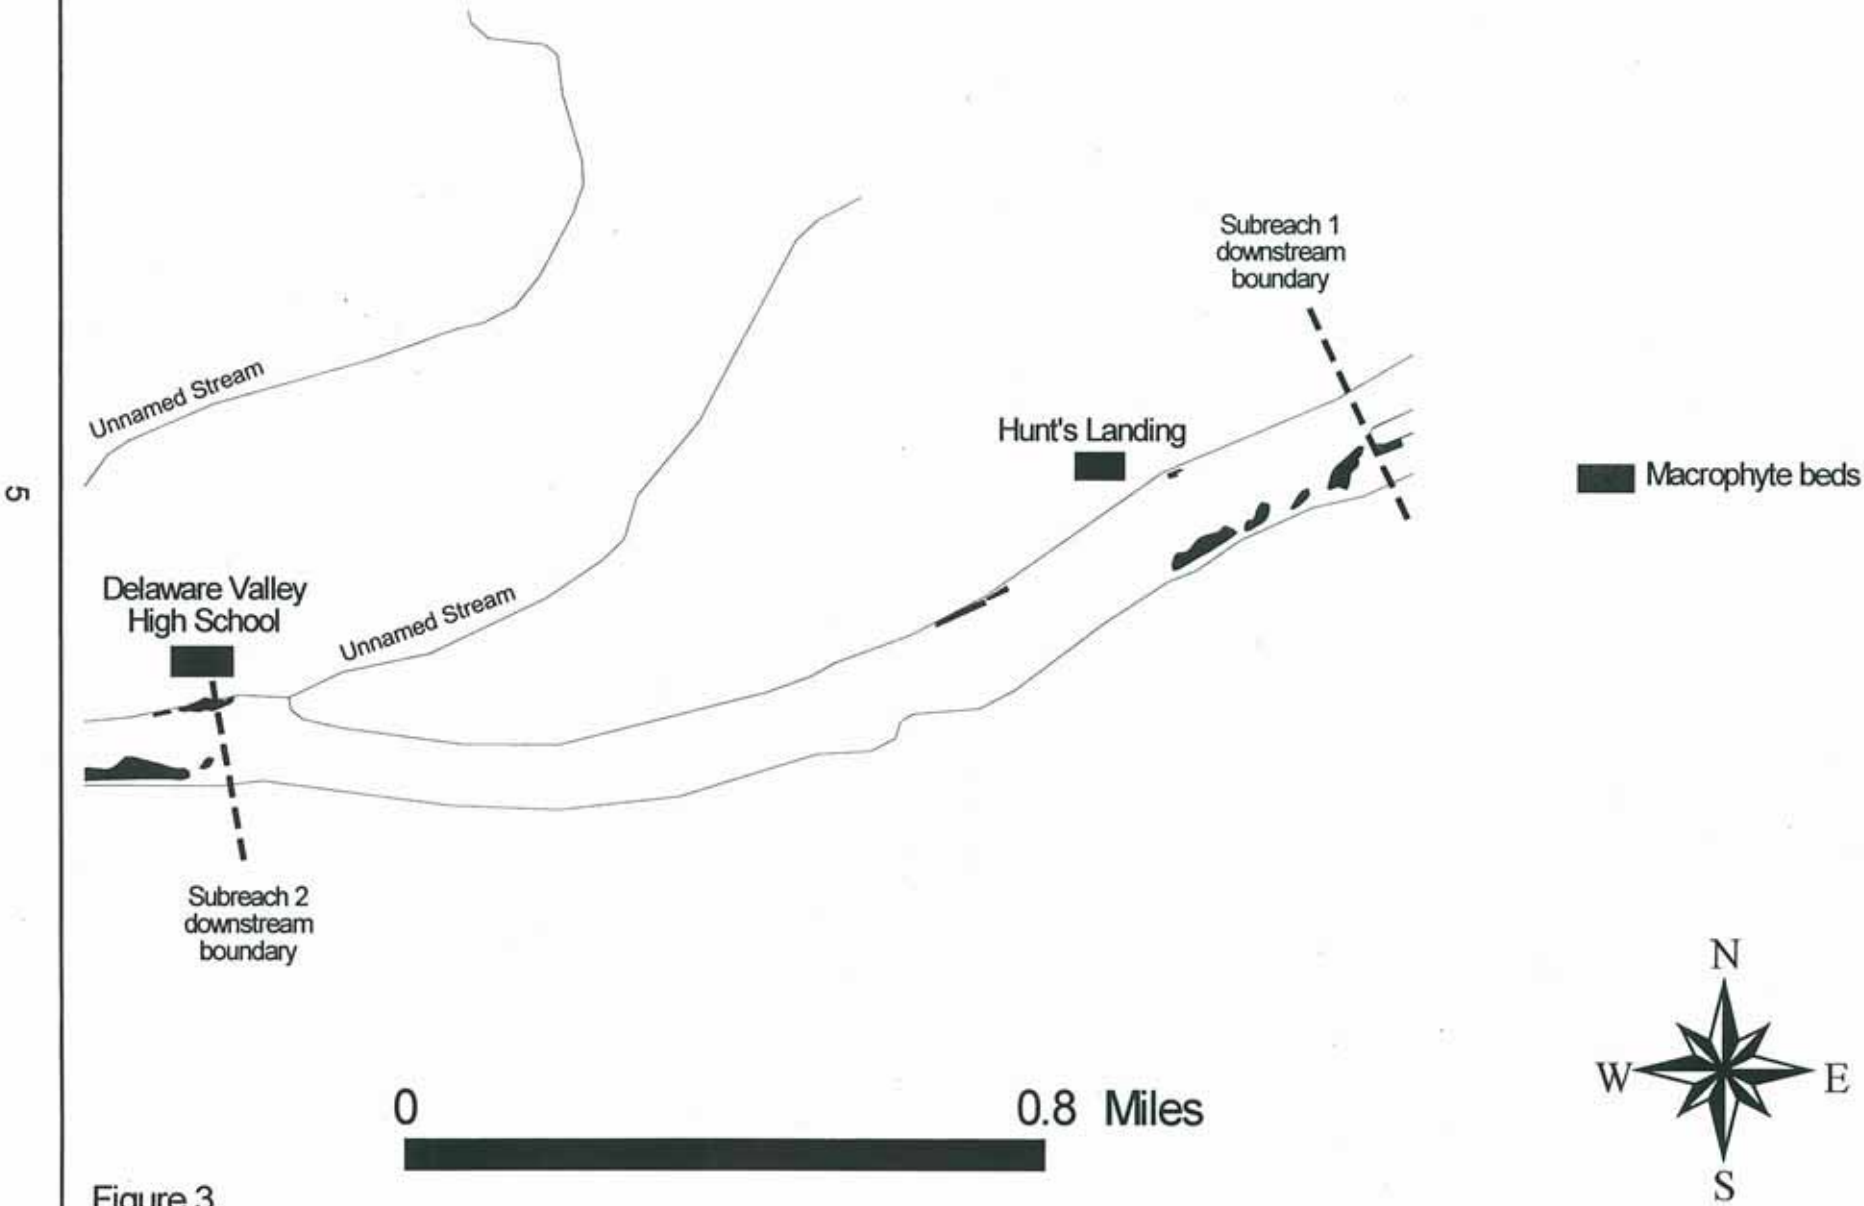 Subreach 1
downstream
boundary
Unnamed Stream
Hunt's Landing
Macrophyte beds
5
Delaware Valley
High School
Unnamed Stream
Subreach 2
downstream
boundary
N
W
E
S
0
0.8 Miles
Figure 3